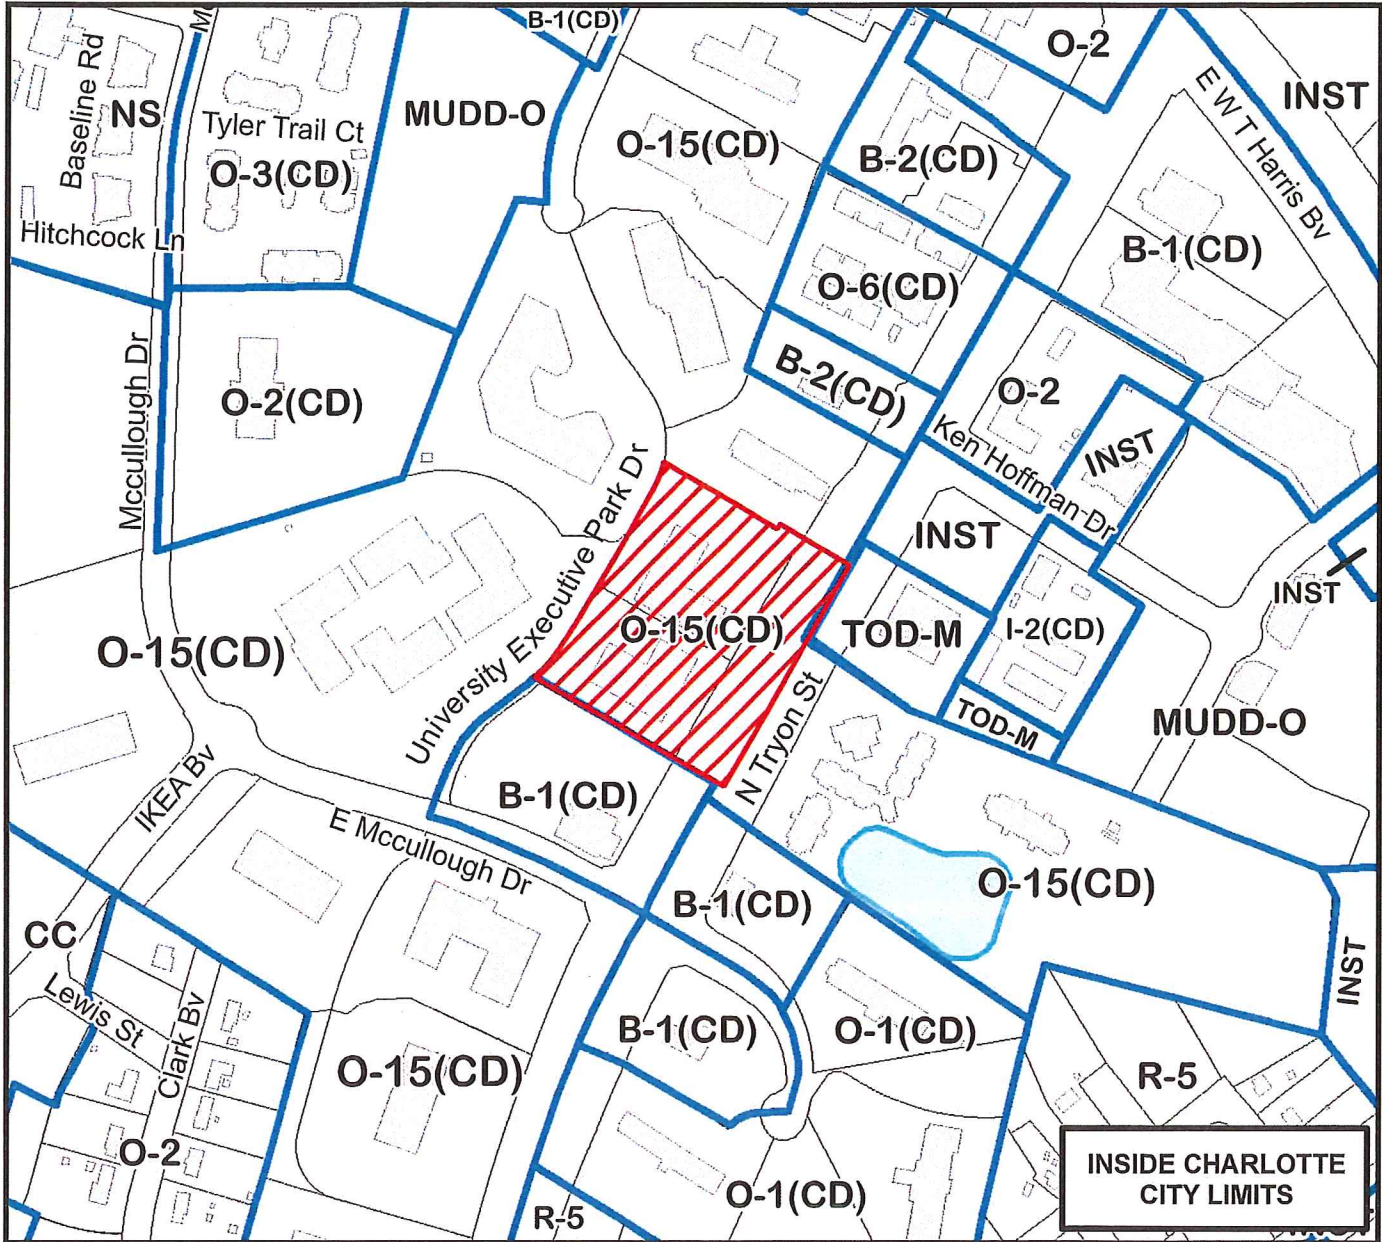 B-1(CD)
O-2
INST
Baseline Rd
NS
Tyler Trail Ct
O-3(CD)
MUDD-O
O-15(CD)
B-2(CD)
E W T Harris Bv
Hitchcock Ln
B-1(CD)
O-6(CD)
Mccullough Dr
O-2(CD)
B-2(CD)
O-2
INST
Ken Hoffman Dr
University Executive Park Dr
INST
INST
O-15(CD)
O-15(CD)
TOD-M
I-2(CD)
TOD-M
MUDD-O
N Tryon St
IKEA Bv
B-1(CD)
E Mccullough Dr
O-15(CD)
B-1(CD)
CC
INST
Lewis St
Clark Bv
B-1(CD)
O-1(CD)
O-15(CD)
R-5
O-2
O-1(CD)
R-5
INSIDE CHARLOTTE
CITY LIMITS